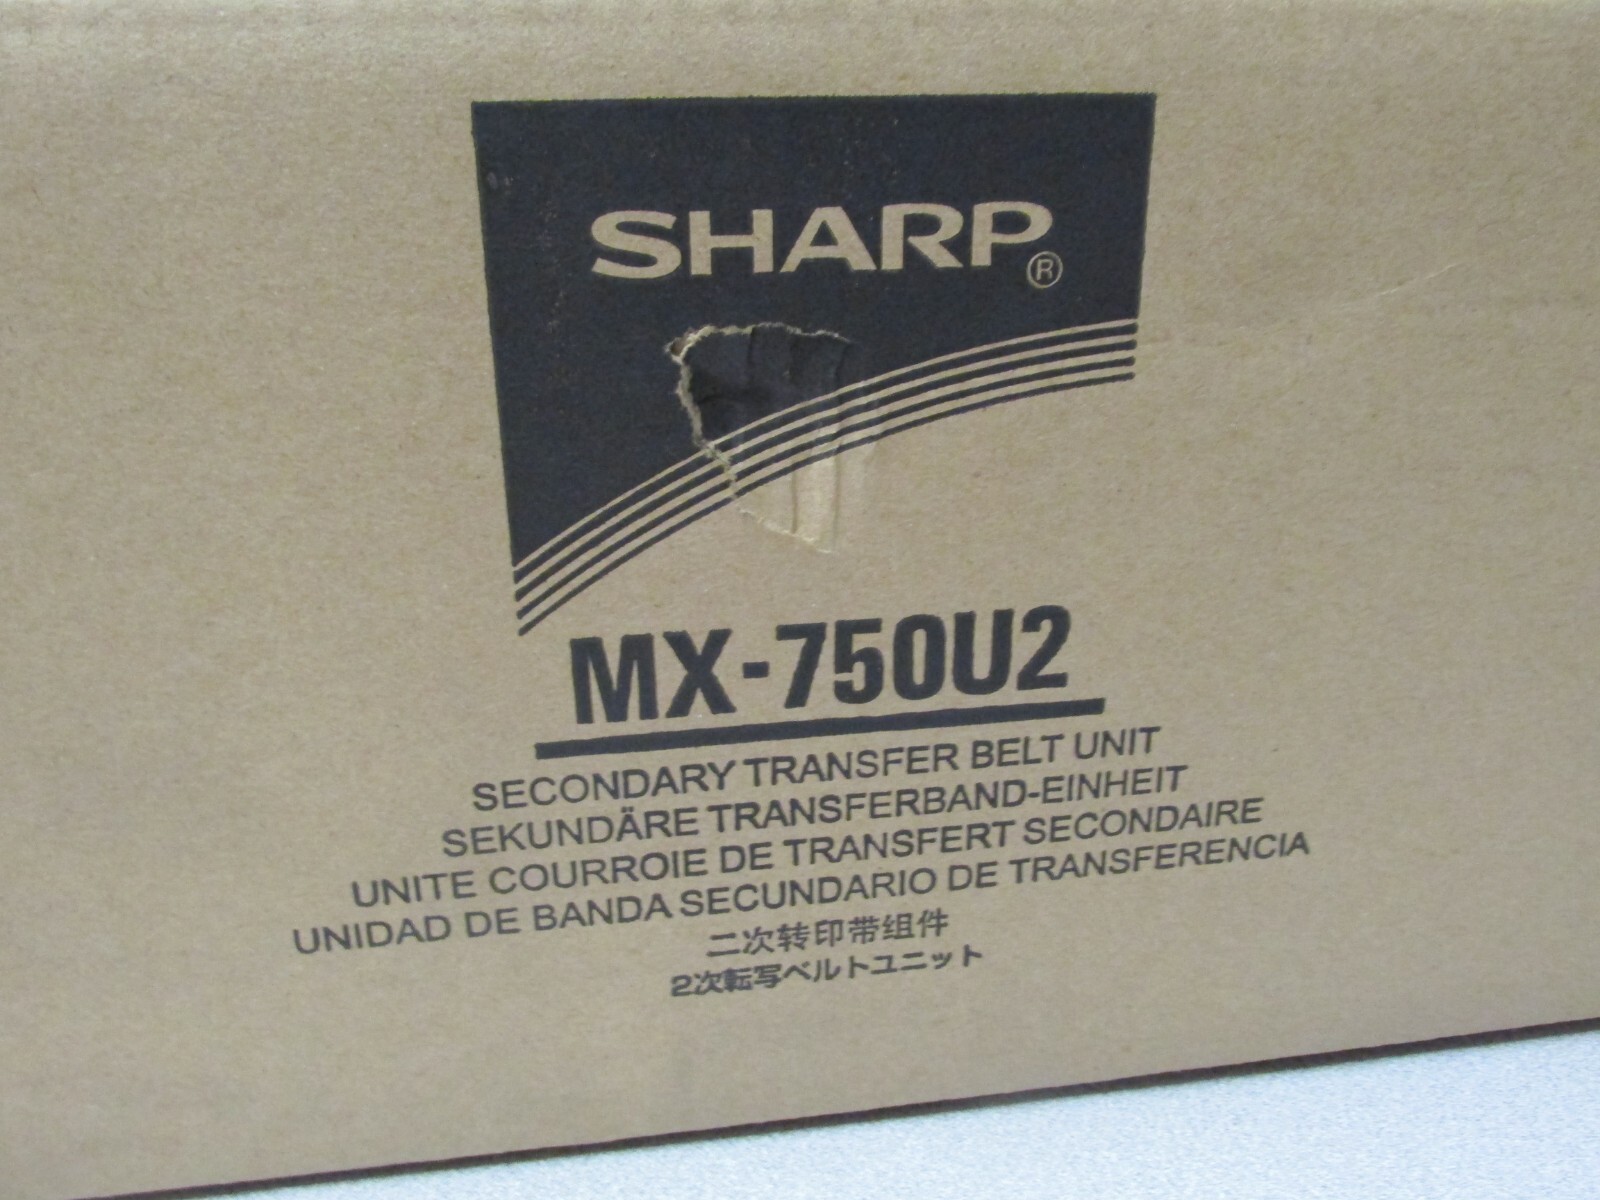 SHARP®
MX-750U2
SECONDARY TRANSFER BELT UNIT
SEKUNDÄRE TRANSFERBAND-EINHEIT
UNITE COURROIE DE TRANSFERT SECONDAIRE
UNIDAD DE BANDA SECUNDARIO DE TRANSFERENCIA
二次转印带组件
2次転写ベルトユニット